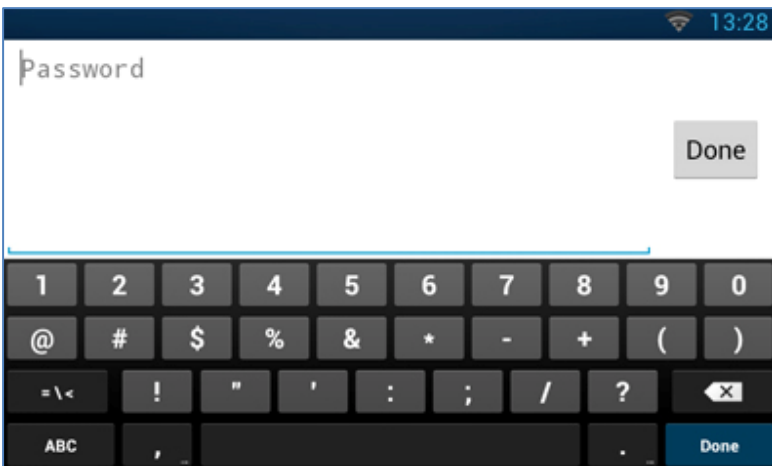 13:28
Password
Done
1 2 3 4 5 6 7 8 9 0
@ # $ % & * - + ( )
= \ < ! " ' : ; / ?
ABC , . Done